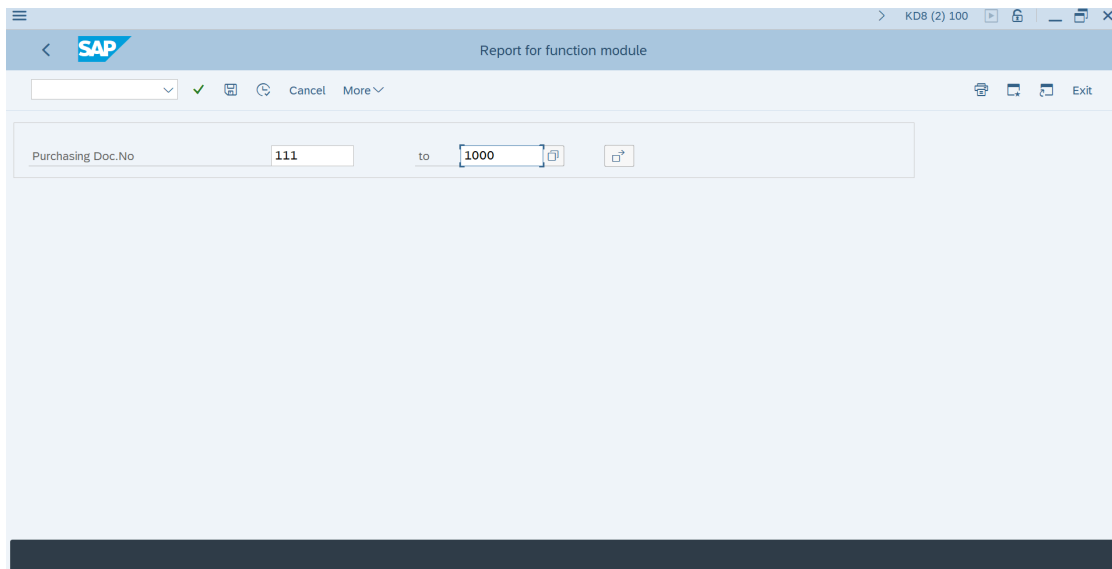 KD8 (2) 100
SAP
Report for function module
Cancel More
Exit
Purchasing Doc.No 111 to 1000